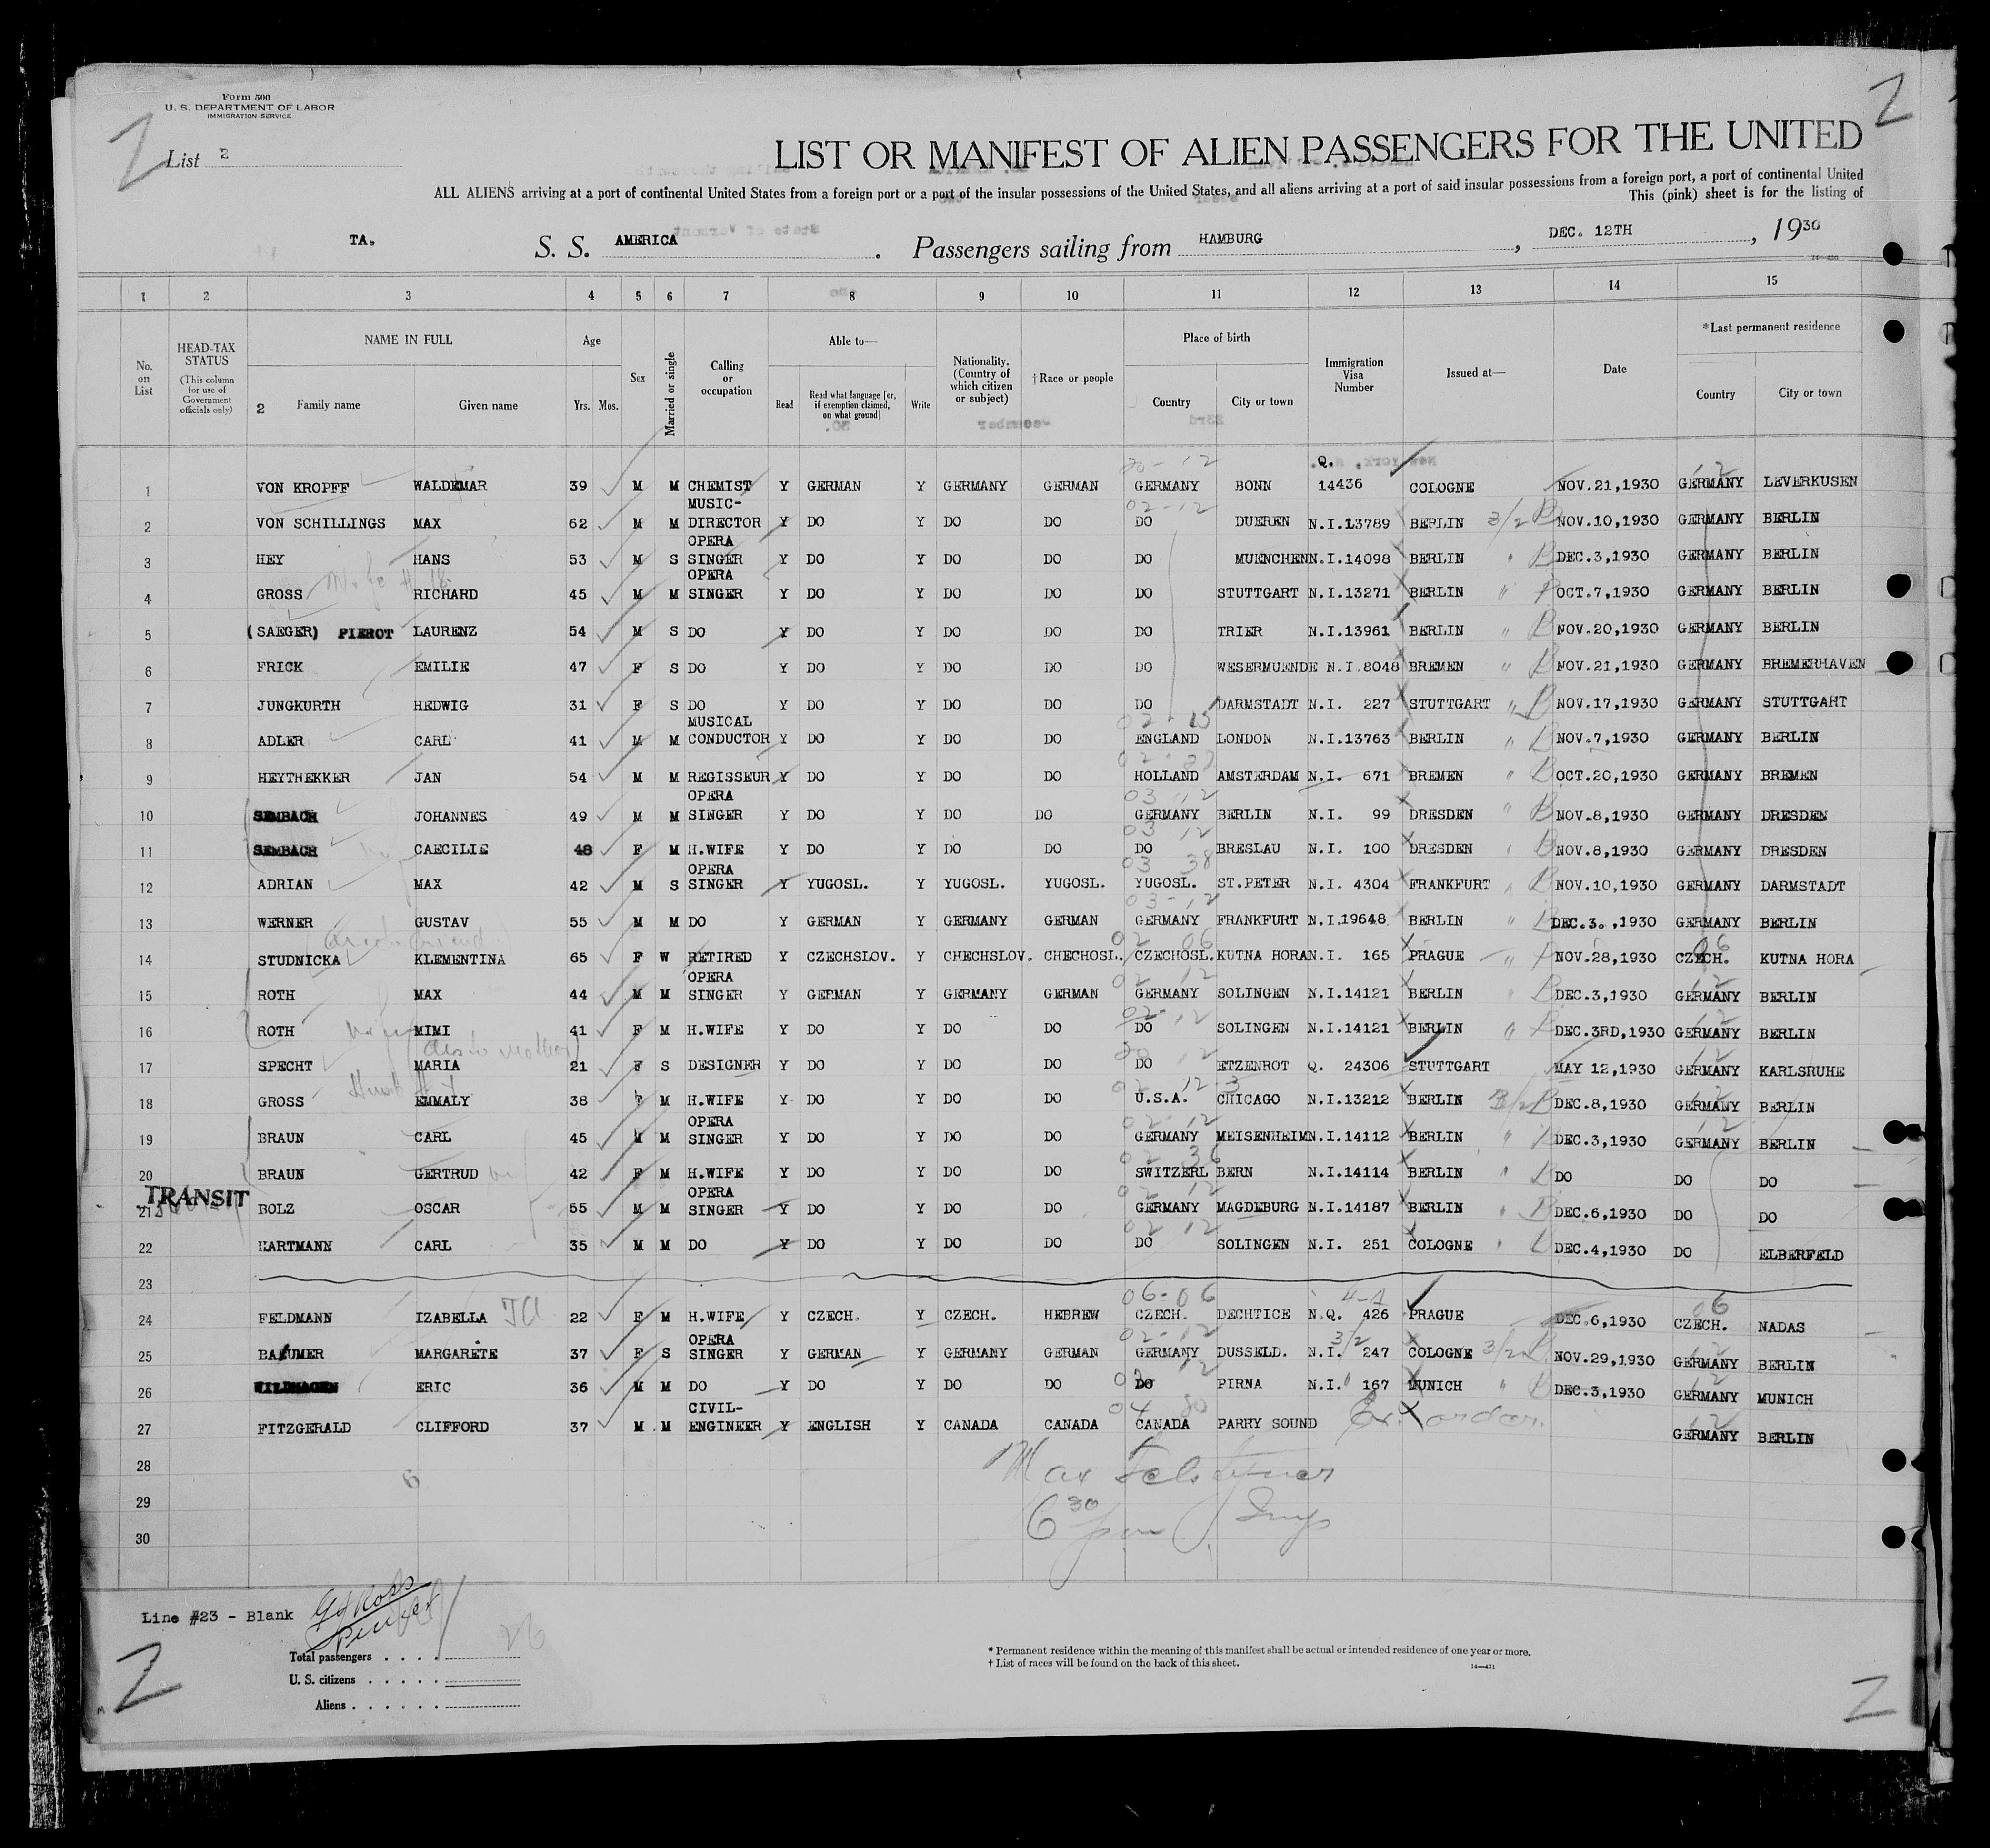 Form 500
U. S. DEPARTMENT OF LABOR
IMMIGRATION SERVICE
List 2
LIST OR MANIFEST OF ALIEN PASSENGERS FOR THE UNITED
ALL ALIENS arriving at a port of continental United States from a foreign port or a port of the insular possessions of the United States, and all aliens arriving at a port of said insular possessions from a foreign port, a port of continental United
This (pink) sheet is for the listing of
TA. S. S. AMERICA. Passengers sailing from HAMBURG, DEC. 12TH, 1930
1 2 3 4 5 6 7 8 9 10 11 12 13 14 15
No. on List
HEAD-TAX STATUS (This column for use of Government officials only)
NAME IN FULL
2 Family name Given name
Age Yrs. Mos.
Sex
Married or single
Calling or occupation
Able to—
Read Read what language [or, if exemption claimed, on what ground] Write
Nationality. (Country of which citizen or subject)
†Race or people
Place of birth
Country City or town
Immigration Visa Number
Issued at—
Date
*Last permanent residence
Country City or town
1 VON KROPFF WALDEMAR 39 M M CHEMIST Y GERMAN Y GERMANY GERMAN GERMANY BONN Q. 14436 COLOGNE NOV.21,1930 GERMANY LEVERKUSEN
2 VON SCHILLINGS MAX 62 M M MUSIC-DIRECTOR Y DO Y DO DO DO DUEREN N.I.13789 BERLIN 3/2 NOV.10,1930 GERMANY BERLIN
3 HEY HANS 53 M S OPERA SINGER Y DO Y DO DO DO MUENCHEN N.I.14098 BERLIN DEC.3,1930 GERMANY BERLIN
4 GROSS RICHARD 45 M M OPERA SINGER Y DO Y DO DO DO STUTTGART N.I.13271 BERLIN OCT.7,1930 GERMANY BERLIN
5 (SAEGER) PIEROT LAURENZ 54 M S DO Y DO Y DO DO DO TRIER N.I.13961 BERLIN NOV.20,1930 GERMANY BERLIN
6 FRICK EMILIE 47 F S DO Y DO Y DO DO DO WESERMUENDE N.I.8048 BREMEN NOV.21,1930 GERMANY BREMERHAVEN
7 JUNGKURTH HEDWIG 31 F S DO Y DO Y DO DO DO DARMSTADT N.I. 227 STUTTGART NOV.17,1930 GERMANY STUTTGART
8 ADLER CARL 41 M M MUSICAL CONDUCTOR Y DO Y DO DO ENGLAND LONDON N.I.13763 BERLIN NOV.7,1930 GERMANY BERLIN
9 HEYTHEKKER JAN 54 M M REGISSEUR Y DO Y DO DO HOLLAND AMSTERDAM N.I. 671 BREMEN OCT.20,1930 GERMANY BREMEN
10 SEMBACH JOHANNES 49 M M OPERA SINGER Y DO Y DO DO GERMANY BERLIN N.I. 99 DRESDEN NOV.8,1930 GERMANY DRESDEN
11 SEMBACH CAECILIE 48 F M H.WIFE Y DO Y DO DO DO BRESLAU N.I. 100 DRESDEN NOV.8,1930 GERMANY DRESDEN
12 ADRIAN MAX 42 M S OPERA SINGER Y YUGOSL. Y YUGOSL. YUGOSL. YUGOSL. ST.PETER N.I. 4304 FRANKFURT NOV.10,1930 GERMANY DARMSTADT
13 WERNER GUSTAV 55 M M DO Y GERMAN Y GERMANY GERMAN GERMANY FRANKFURT N.I.19648 BERLIN DEC.3.,1930 GERMANY BERLIN
14 STUDNICKA KLEMENTINA 65 F W RETIRED Y CZECHSLOV. Y CHECHSLOV. CHECHOSL. CZECHOSL. KUTNA HORA N.I. 165 PRAGUE NOV.28,1930 CZECH. KUTNA HORA
15 ROTH MAX 44 M M OPERA SINGER Y GERMAN Y GERMANY GERMAN GERMANY SOLINGEN N.I.14121 BERLIN DEC.3,1930 GERMANY BERLIN
16 ROTH MIMI 41 F M H.WIFE Y DO Y DO DO DO SOLINGEN N.I.14121 BERLIN DEC.3RD,1930 GERMANY BERLIN
17 SPECHT MARIA 21 F S DESIGNER Y DO Y DO DO DO ETZENROT Q. 24306 STUTTGART MAY 12,1930 GERMANY KARLSRUHE
18 GROSS EMMALY 38 F M H.WIFE Y DO Y DO DO U.S.A. CHICAGO N.I.13212 BERLIN 3/2 DEC.8,1930 GERMANY BERLIN
19 BRAUN CARL 45 M M OPERA SINGER Y DO Y DO DO GERMANY MEISENHEIM N.I.14112 BERLIN DEC.3,1930 GERMANY BERLIN
20 BRAUN GERTRUD 42 F M H.WIFE Y DO Y DO DO SWITZERL BERN N.I.14114 BERLIN DO DO DO
TRANSIT
21 BOLZ OSCAR 55 M M OPERA SINGER Y DO Y DO DO GERMANY MAGDEBURG N.I.14187 BERLIN DEC.6,1930 DO DO
22 HARTMANN CARL 35 M M DO Y DO Y DO DO DO SOLINGEN N.I. 251 COLOGNE DEC.4,1930 DO ELBERFELD
23
24 FELDMANN IZABELLA 22 F M H.WIFE Y CZECH. Y CZECH. HEBREW CZECH. DECHTICE N.Q. 426 PRAGUE DEC.6,1930 CZECH. NADAS
25 BAEUMER MARGARETE 37 F S OPERA SINGER Y GERMAN Y GERMANY GERMAN GERMANY DUSSELD. N.I. 247 COLOGNE 3/2 NOV.29,1930 GERMANY BERLIN
26 ERIC 36 M M DO Y DO Y DO DO DO PIRNA N.I. 167 MUNICH DEC.3,1930 GERMANY MUNICH
27 FITZGERALD CLIFFORD 37 M M CIVIL-ENGINEER Y ENGLISH Y CANADA CANADA CANADA PARRY SOUND GERMANY BERLIN
28
29
30
Max
6 30 pm Insp
Line #23 - Blank
Total passengers
U. S. citizens
Aliens
* Permanent residence within the meaning of this manifest shall be actual or intended residence of one year or more.
† List of races will be found on the back of this sheet.
14—431